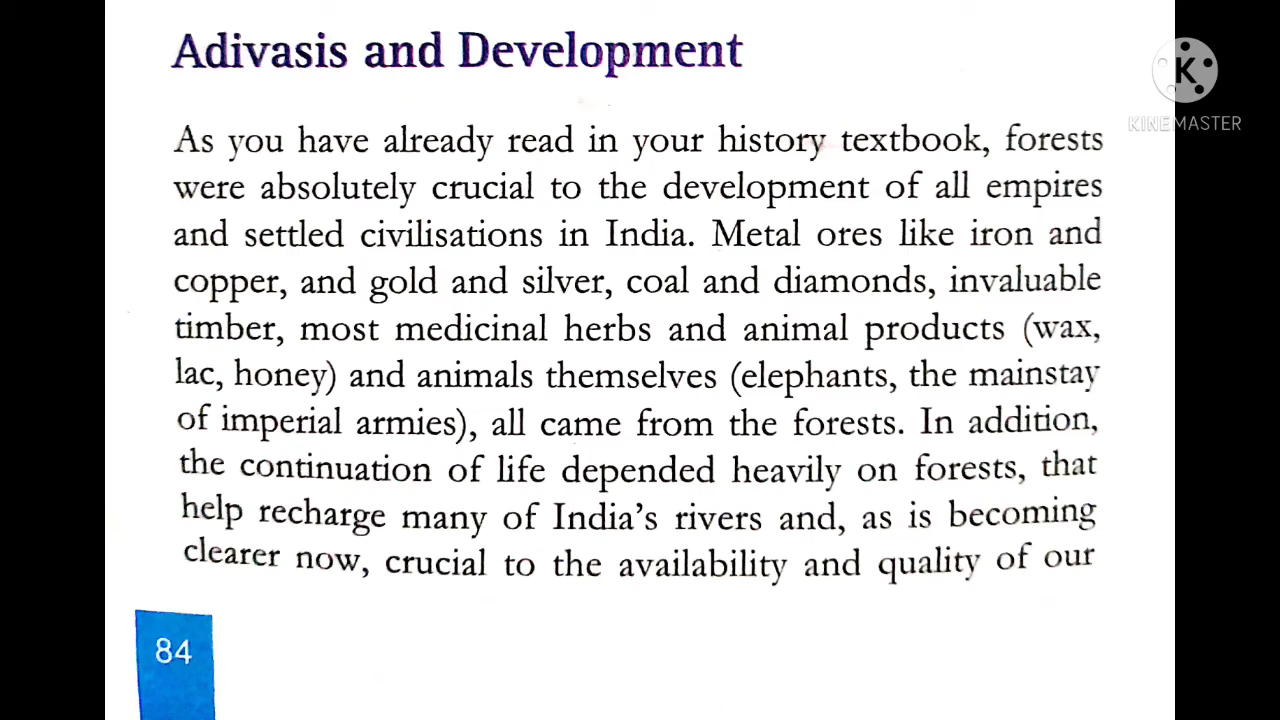 Adivasis and Development
K
KINEMASTER
As you have already read in your history textbook, forests
were absolutely crucial to the development of all empires
and settled civilisations in India. Metal ores like iron and
copper, and gold and silver, coal and diamonds, invaluable
timber, most medicinal herbs and animal products (wax,
lac, honey) and animals themselves (elephants, the mainstay
of imperial armies), all came from the forests. In addition,
the continuation of life depended heavily on forests, that
help recharge many of India's rivers and, as is becoming
clearer now, crucial to the availability and quality of our
84